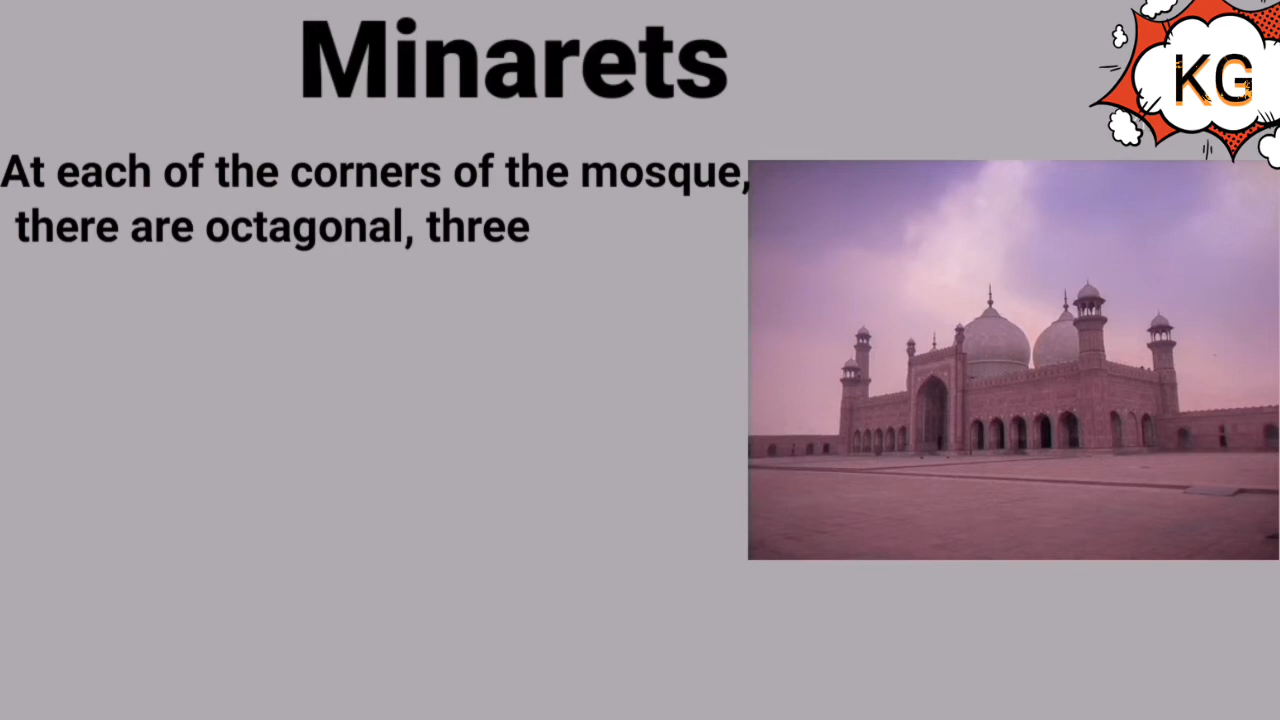 Minarets
KG
At each of the corners of the mosque,
there are octagonal, three